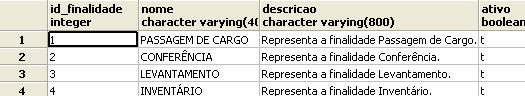 id_finalidade nome descricao ativo
integer character varying(40 character varying(800) boolean
1 1 PASSAGEM DE CARGO Representa a finalidade Passagem de Cargo. t
2 2 CONFERÊNCIA Representa a finalidade Conferência. t
3 3 LEVANTAMENTO Representa a finalidade Levantamento. t
4 4 INVENTÁRIO Representa a finalidade Inventário. t